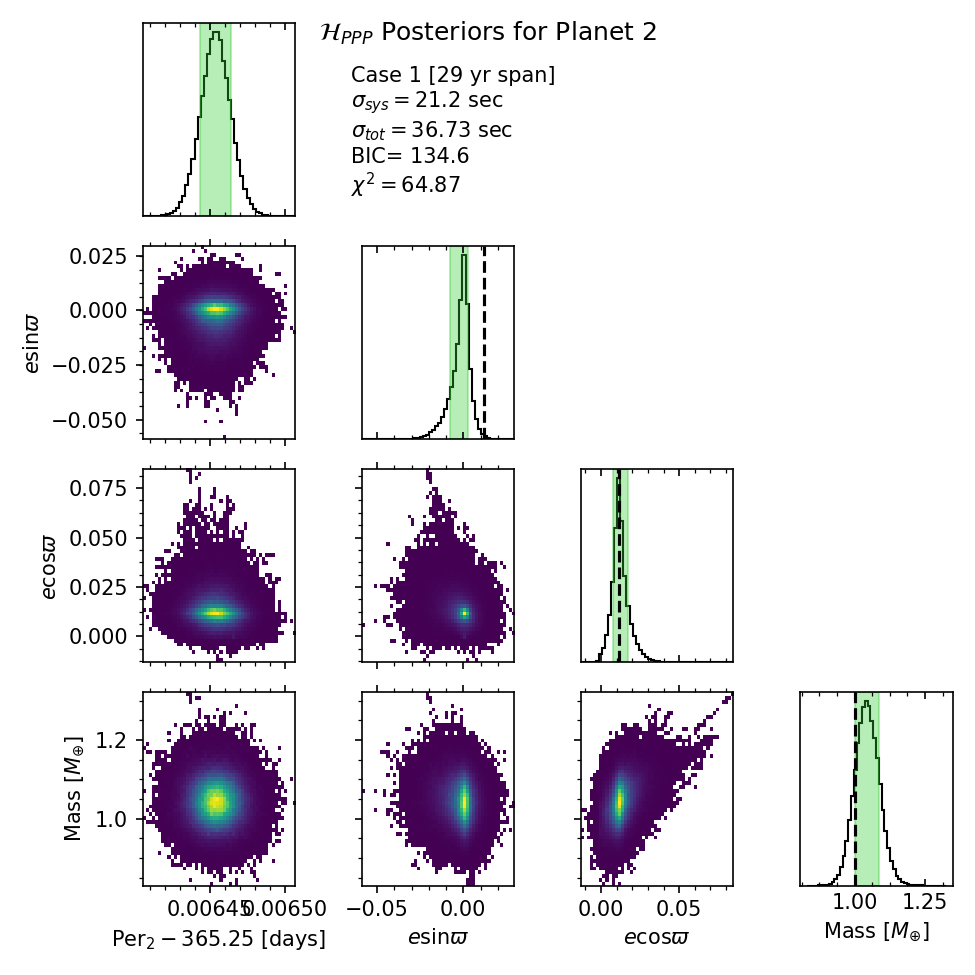 𝓗_PPP Posteriors for Planet 2
Case 1 [29 yr span]
σ_sys = 21.2 sec
σ_tot = 36.73 sec
BIC= 134.6
χ² = 64.87
0.025
0.000
−0.025
−0.050
esinϖ
0.075
0.050
0.025
0.000
ecosϖ
1.2
1.0
Mass [M⊕]
0.00645
0.00650
−0.05
0.00
0.00
0.05
1.00
1.25
Per₂ − 365.25 [days]
esinϖ
ecosϖ
Mass [M⊕]